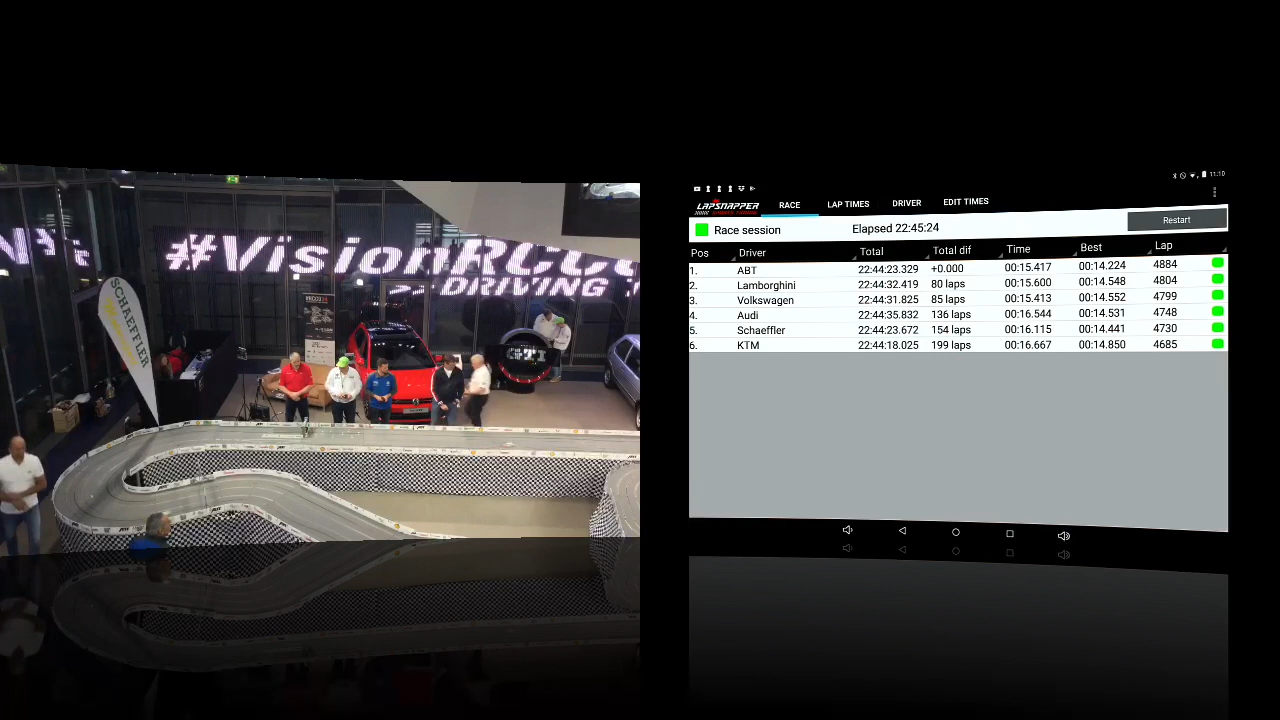 #VisionRCCO
>> DRIVING
SCHAEFFLER
GTI
11:10
LAPSNAPPER
RACE
LAP TIMES
DRIVER
EDIT TIMES
Race session
Elapsed 22:45:24
Restart
Pos Driver Total Total dif Time Best Lap
1. ABT 22:44:23.329 +0.000 00:15.417 00:14.224 4884
2. Lamborghini 22:44:32.419 80 laps 00:15.600 00:14.548 4804
3. Volkswagen 22:44:31.825 85 laps 00:15.413 00:14.552 4799
4. Audi 22:44:35.832 136 laps 00:16.544 00:14.531 4748
5. Schaeffler 22:44:23.672 154 laps 00:16.115 00:14.441 4730
6. KTM 22:44:18.025 199 laps 00:16.667 00:14.850 4685